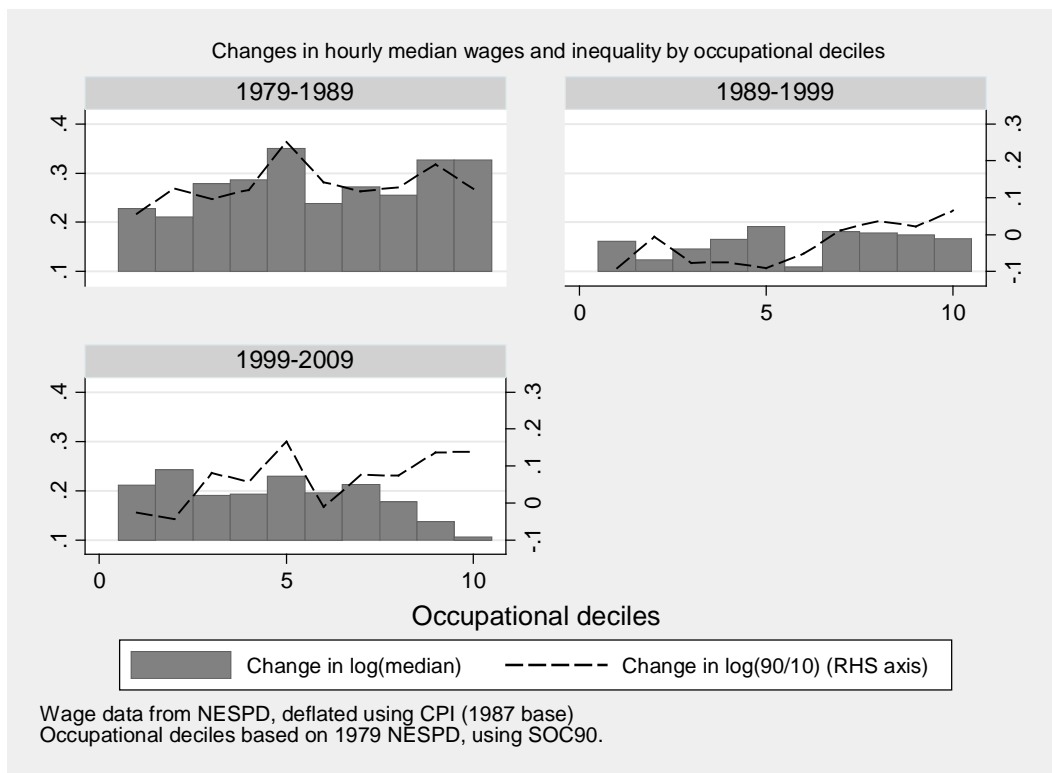 Changes in hourly median wages and inequality by occupational deciles
1979-1989
1989-1999
.4
.3
.2
.1
.3
.2
.1
0
-.1
0 5 10
1999-2009
.4
.3
.2
.1
.3
.2
.1
0
-.1
0 5 10
Occupational deciles
Change in log(median)
Change in log(90/10) (RHS axis)
Wage data from NESPD, deflated using CPI (1987 base)
Occupational deciles based on 1979 NESPD, using SOC90.